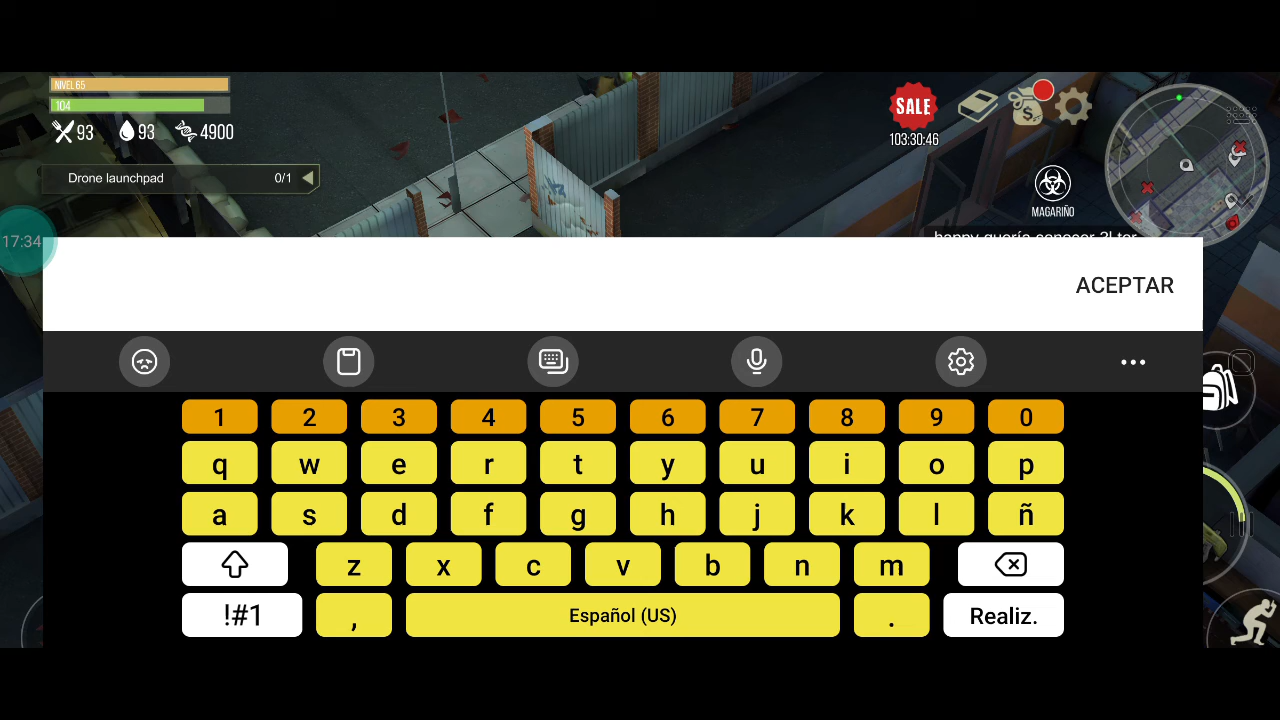 NIVEL 65
104
93 93 4900
Drone launchpad 0/1
SALE
103:30:46
MAGARIÑO
17:34
ACEPTAR
1 2 3 4 5 6 7 8 9 0
q w e r t y u i o p
a s d f g h j k l ñ
z x c v b n m
!#1 , Español (US) . Realiz.